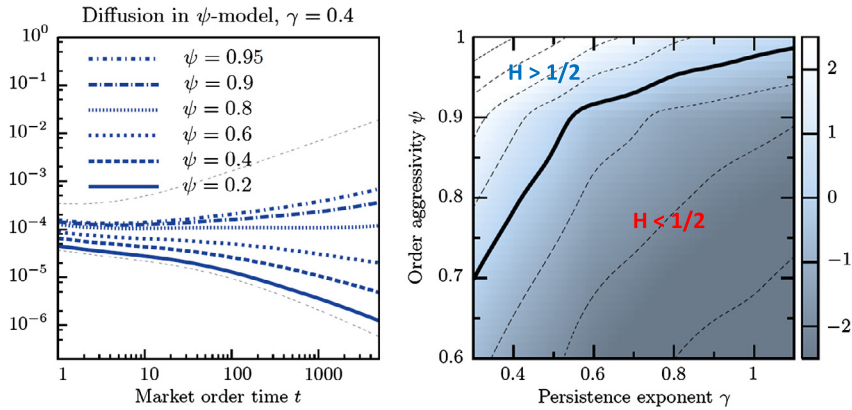 Diffusion in ψ-model, γ = 0.4
10⁰
10⁻¹
10⁻²
10⁻³
10⁻⁴
10⁻⁵
10⁻⁶
ψ = 0.95
ψ = 0.9
ψ = 0.8
ψ = 0.6
ψ = 0.4
ψ = 0.2
1 10 100 1000
Market order time t
Order aggressivity ψ
1
0.9
0.8
0.7
0.6
H > 1/2
H < 1/2
0.4 0.6 0.8 1
Persistence exponent γ
2
1
0
−1
−2